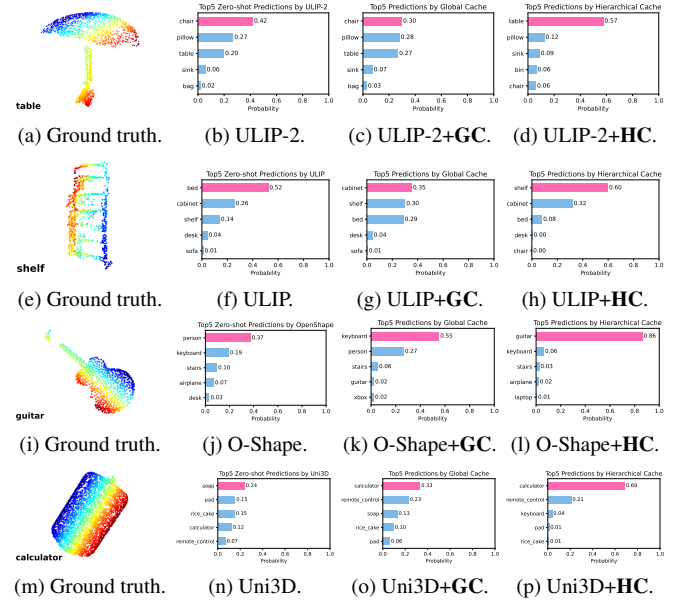 Top5 Zero-shot Predictions by ULIP-2
chair 0.42
pillow 0.27
table 0.20
sink 0.06
bag 0.02
0.0 0.2 0.4 0.6 0.8 1.0
Probability
Top5 Predictions by Global Cache
chair 0.30
pillow 0.28
table 0.27
sink 0.07
bag 0.03
0.0 0.2 0.4 0.6 0.8 1.0
Probability
Top5 Predictions by Hierarchical Cache
table 0.57
pillow 0.12
sink 0.09
bin 0.06
chair 0.06
0.0 0.2 0.4 0.6 0.8 1.0
Probability
table
(a) Ground truth. (b) ULIP-2. (c) ULIP-2+GC. (d) ULIP-2+HC.
Top5 Zero-shot Predictions by ULIP
bed 0.52
cabinet 0.26
shelf 0.14
desk 0.04
sofa 0.01
0.0 0.2 0.4 0.6 0.8 1.0
Probability
Top5 Predictions by Global Cache
cabinet 0.35
shelf 0.30
bed 0.29
desk 0.04
sofa 0.01
0.0 0.2 0.4 0.6 0.8 1.0
Probability
Top5 Predictions by Hierarchical Cache
shelf 0.60
cabinet 0.32
bed 0.08
desk 0.00
chair 0.00
0.0 0.2 0.4 0.6 0.8 1.0
Probability
shelf
(e) Ground truth. (f) ULIP. (g) ULIP+GC. (h) ULIP+HC.
Top5 Zero-shot Predictions by OpenShape
person 0.37
keyboard 0.19
stairs 0.10
airplane 0.07
desk 0.03
0.0 0.2 0.4 0.6 0.8 1.0
Probability
Top5 Predictions by Global Cache
keyboard 0.55
person 0.27
stairs 0.06
guitar 0.02
xbox 0.02
0.0 0.2 0.4 0.6 0.8 1.0
Probability
Top5 Predictions by Hierarchical Cache
guitar 0.86
keyboard 0.06
stairs 0.03
airplane 0.02
laptop 0.01
0.0 0.2 0.4 0.6 0.8 1.0
Probability
guitar
(i) Ground truth. (j) O-Shape. (k) O-Shape+GC. (l) O-Shape+HC.
Top5 Zero-shot Predictions by Uni3D
soap 0.24
pad 0.15
rice_cake 0.15
calculator 0.12
remote_control 0.07
0.0 0.2 0.4 0.6 0.8 1.0
Probability
Top5 Predictions by Global Cache
calculator 0.33
remote_control 0.23
soap 0.13
rice_cake 0.10
pad 0.06
0.0 0.2 0.4 0.6 0.8 1.0
Probability
Top5 Predictions by Hierarchical Cache
calculator 0.69
remote_control 0.21
keyboard 0.04
pad 0.01
rice_cake 0.01
0.0 0.2 0.4 0.6 0.8 1.0
Probability
calculator
(m) Ground truth. (n) Uni3D. (o) Uni3D+GC. (p) Uni3D+HC.